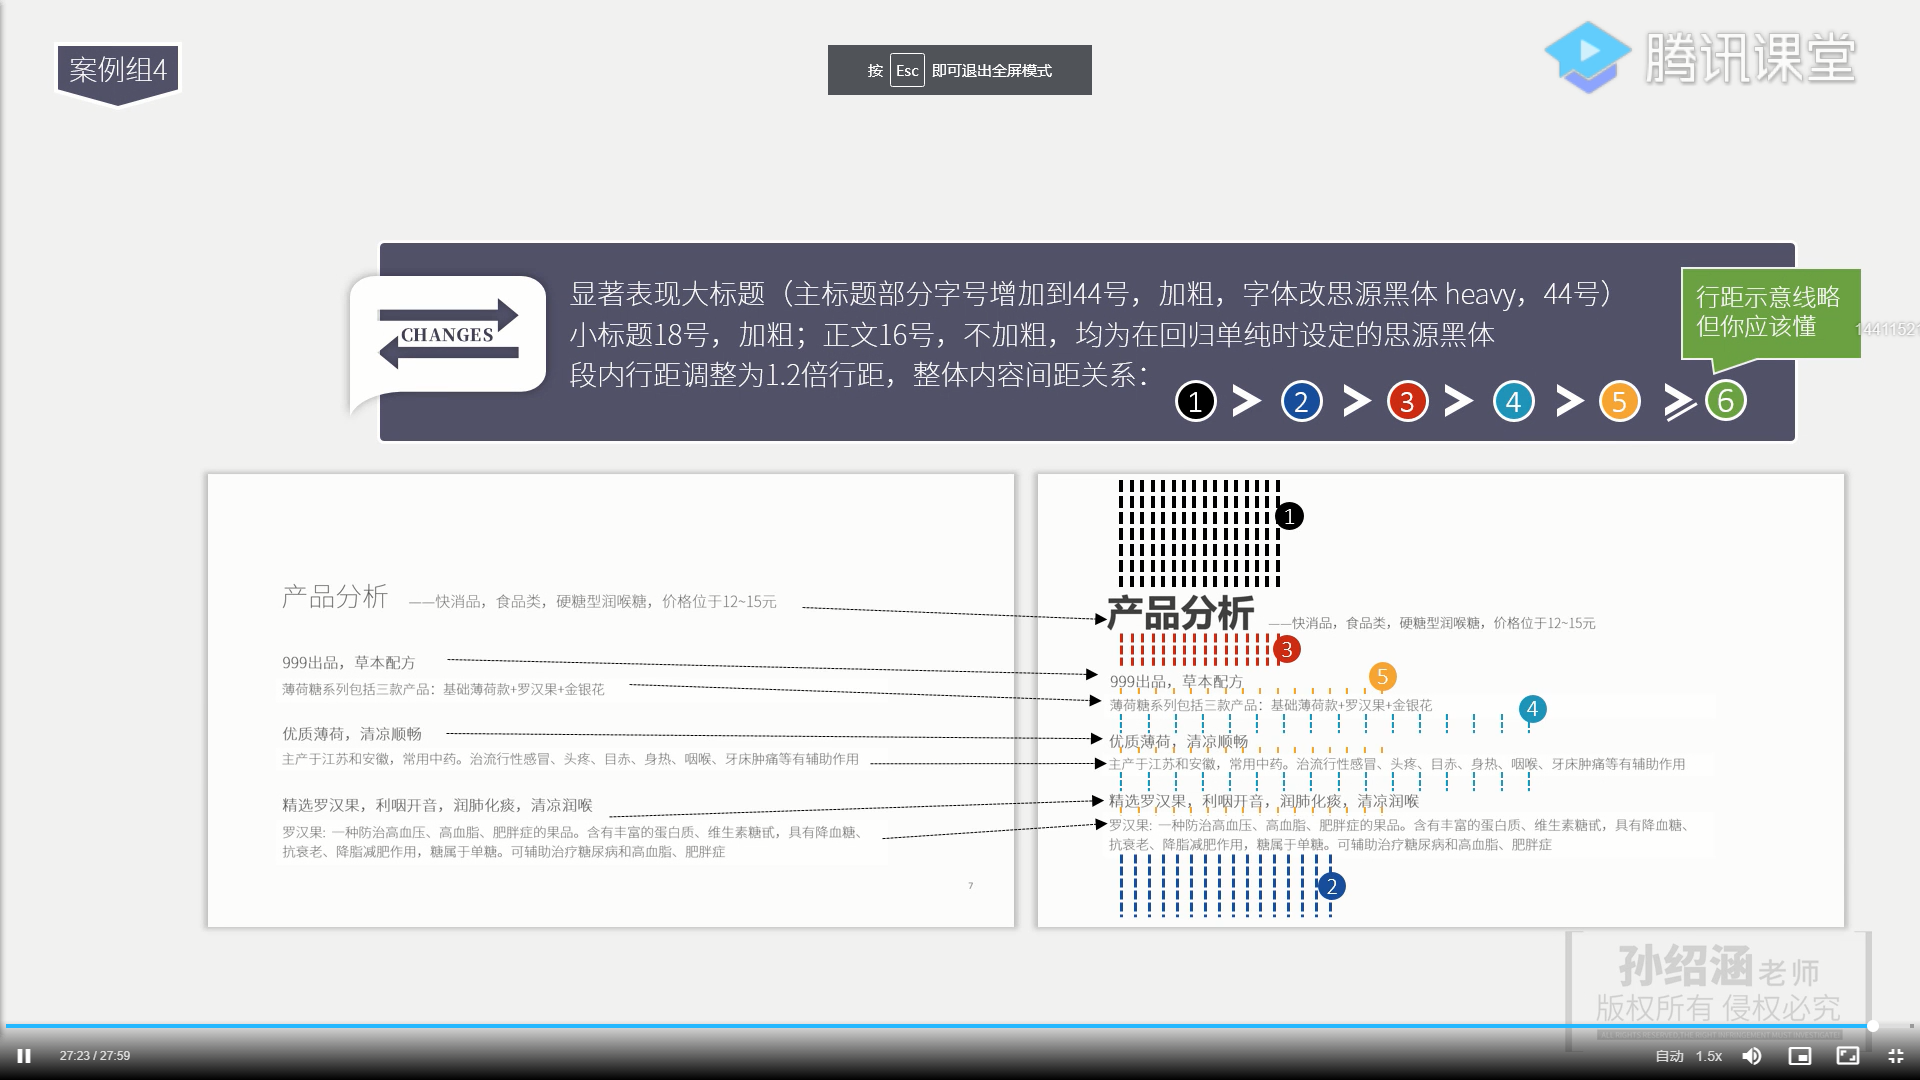 案例组4
按 Esc 即可退出全屏模式
腾讯课堂
显著表现大标题（主标题部分字号增加到44号，加粗，字体改思源黑体 heavy，44号）
小标题18号，加粗；正文16号，不加粗，均为在回归单纯时设定的思源黑体
段内行距调整为1.2倍行距，整体内容间距关系：
CHANGES
1 > 2 > 3 > 4 > 5 > 6
行距示意线略
但你应该懂
14411521
产品分析 ——快消品，食品类，硬糖型润喉糖，价格位于12~15元
999出品，草本配方
薄荷糖系列包括三款产品：基础薄荷款+罗汉果+金银花
优质薄荷，清凉顺畅
主产于江苏和安徽，常用中药。治流行性感冒、头疼、目赤、身热、咽喉、牙床肿痛等有辅助作用
精选罗汉果，利咽开音，润肺化痰，清凉润喉
罗汉果: 一种防治高血压、高血脂、肥胖症的果品。含有丰富的蛋白质、维生素糖甙，具有降血糖、
抗衰老、降脂减肥作用，糖属于单糖。可辅助治疗糖尿病和高血脂、肥胖症
7
1
产品分析 ——快消品，食品类，硬糖型润喉糖，价格位于12~15元
3
999出品，草本配方
5
薄荷糖系列包括三款产品：基础薄荷款+罗汉果+金银花
4
优质薄荷，清凉顺畅
主产于江苏和安徽，常用中药。治流行性感冒、头疼、目赤、身热、咽喉、牙床肿痛等有辅助作用
精选罗汉果，利咽开音，润肺化痰，清凉润喉
罗汉果: 一种防治高血压、高血脂、肥胖症的果品。含有丰富的蛋白质、维生素糖甙，具有降血糖、
抗衰老、降脂减肥作用，糖属于单糖。可辅助治疗糖尿病和高血脂、肥胖症
2
孙绍涵老师
版权所有 侵权必究
27:23 / 27:59
自动 1.5x